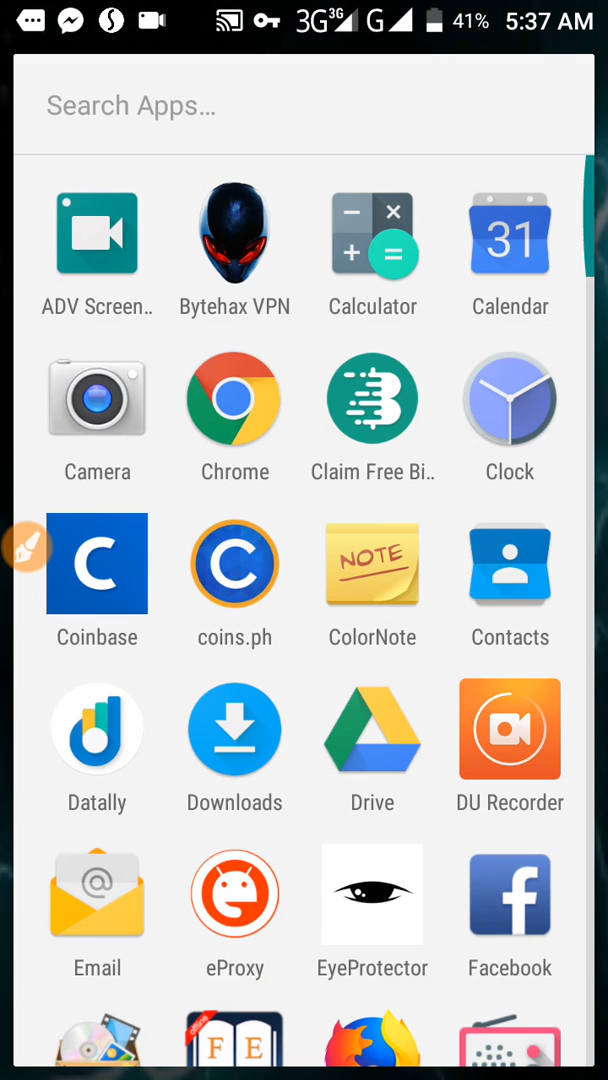 3G 3G G 41% 5:37 AM
Search Apps...
31
ADV Screen.. Bytehax VPN Calculator Calendar
Camera Chrome Claim Free Bi.. Clock
NOTE
Coinbase coins.ph ColorNote Contacts
Datally Downloads Drive DU Recorder
Email eProxy EyeProtector Facebook
offline
F E